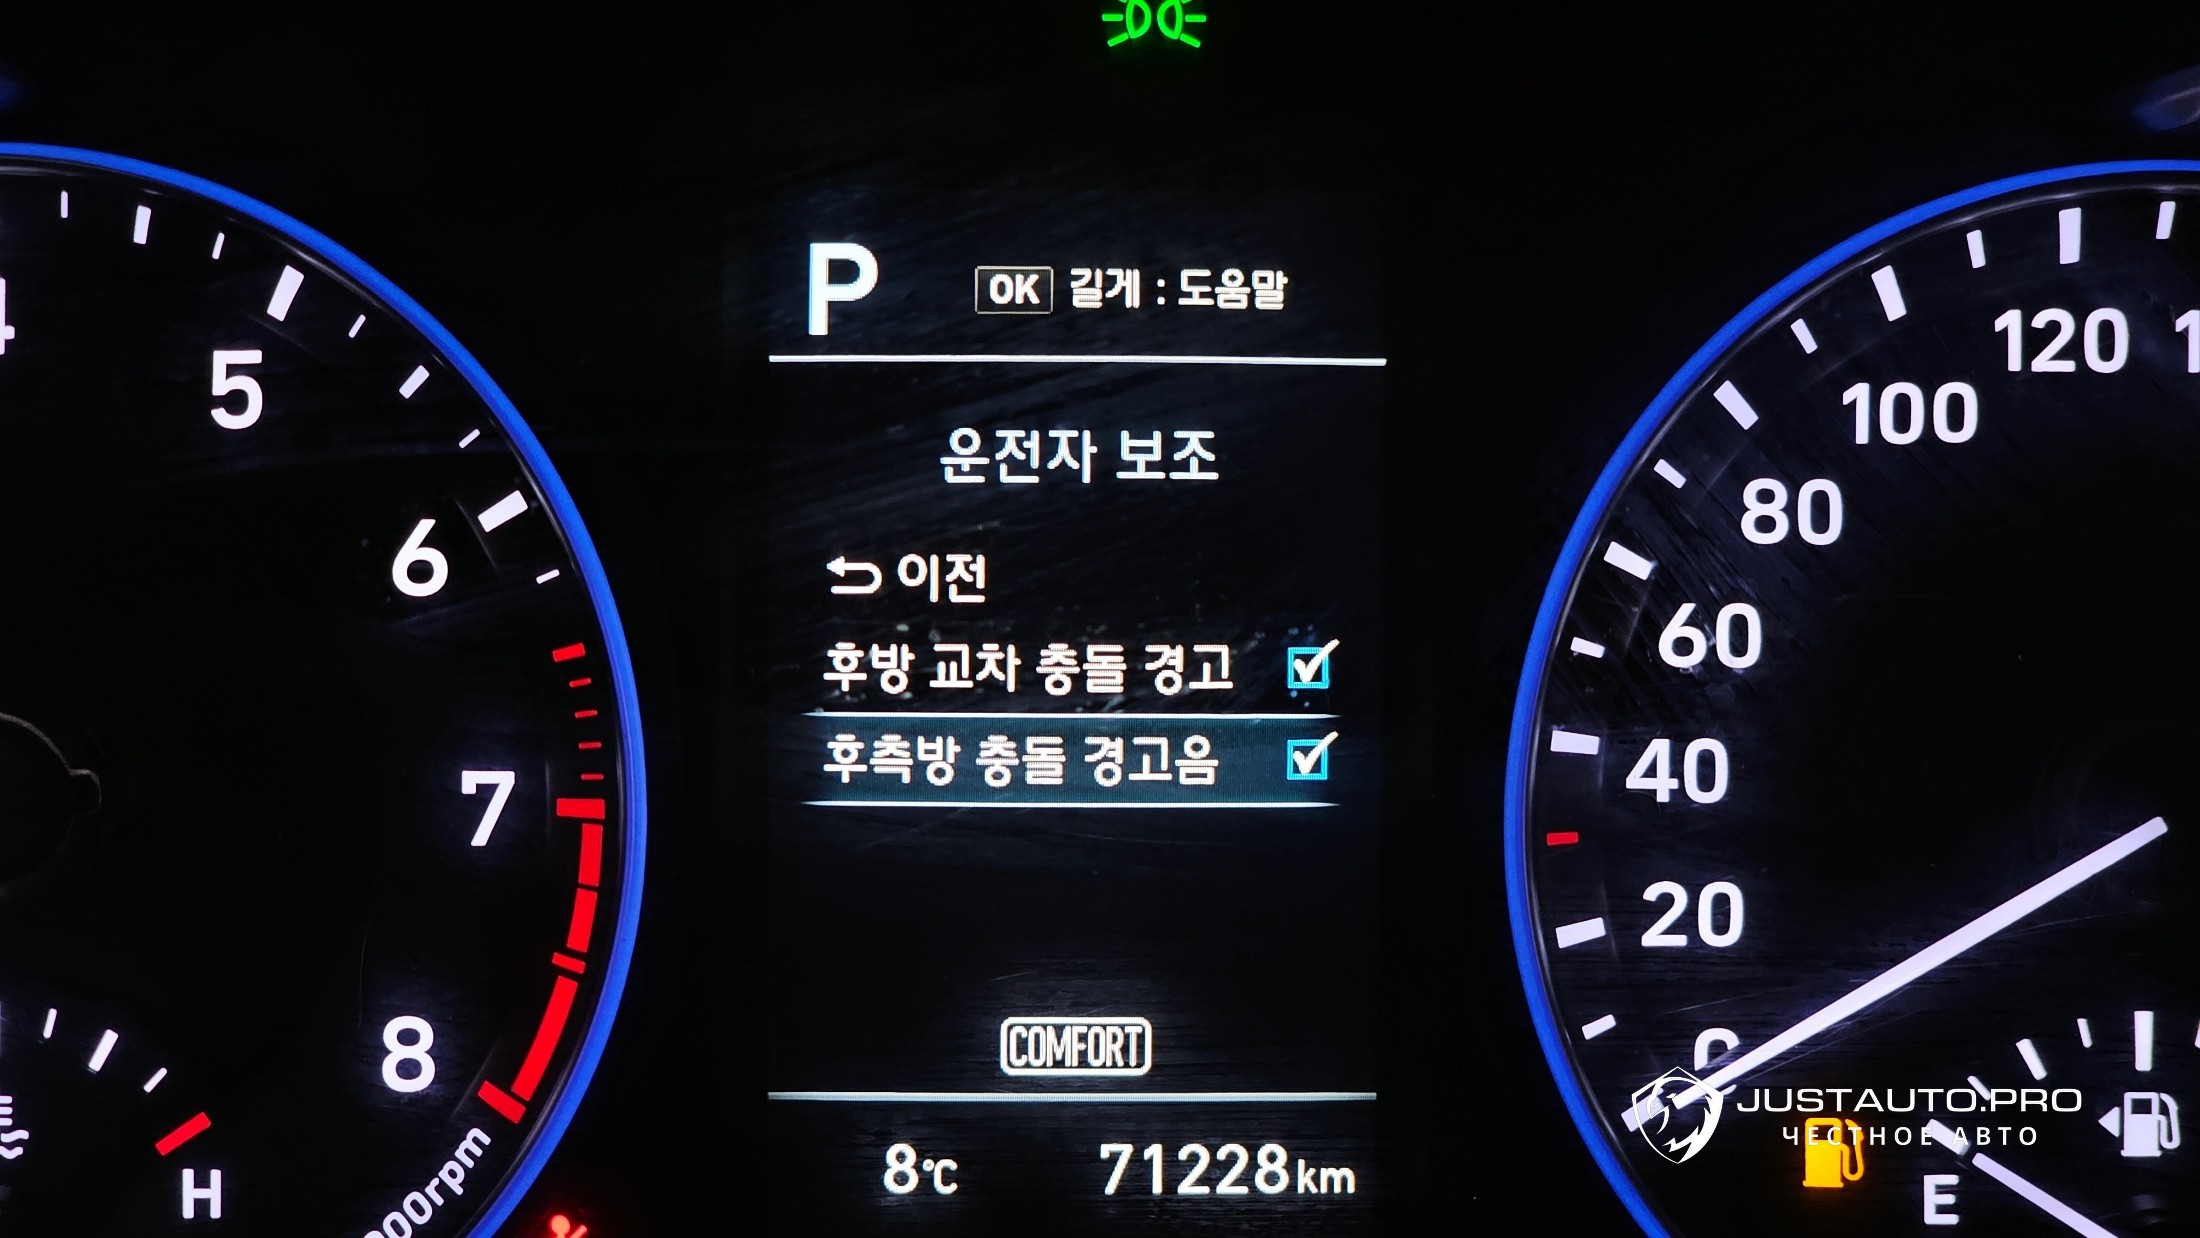 P
OK 길게 : 도움말
운전자 보조
이전
후방 교차 충돌 경고
후측방 충돌 경고음
COMFORT
8°C 71228km
5
6
7
8
H
000rpm
120
100
80
60
40
20
0
E
JUSTAUTO.PRO
ЧЕСТНОЕ АВТО